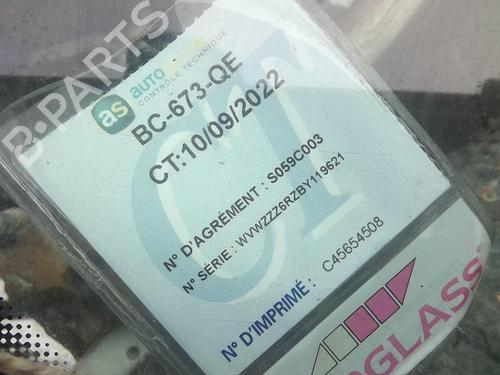 as
auto
CONTRÔLE TECHNIQUE
BC-673-QE
CT:10/09/2022
CT
N° D'AGRÉMENT : S059C003
N° SÉRIE : WVWZZZ6RZBY119621
N° D'IMPRIMÉ : C45654508
OGLASS
B-PARTS